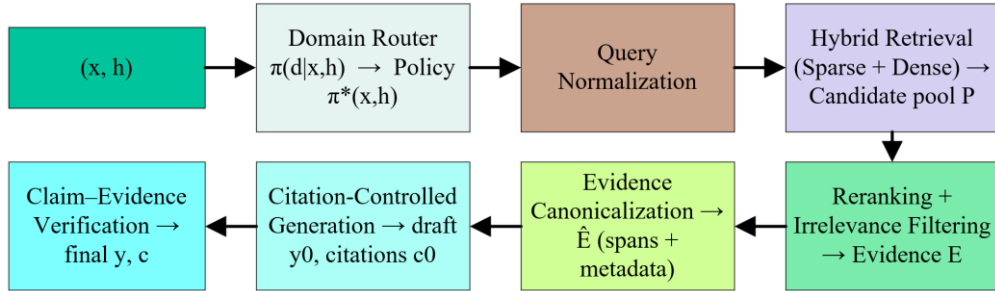 (x, h)
Domain Router
π(d|x,h) → Policy
π*(x,h)
Query
Normalization
Hybrid Retrieval
(Sparse + Dense) →
Candidate pool P
Reranking +
Irrelevance Filtering
→ Evidence E
Evidence
Canonicalization →
Ê (spans +
metadata)
Citation-Controlled
Generation → draft
y0, citations c0
Claim–Evidence
Verification →
final y, c